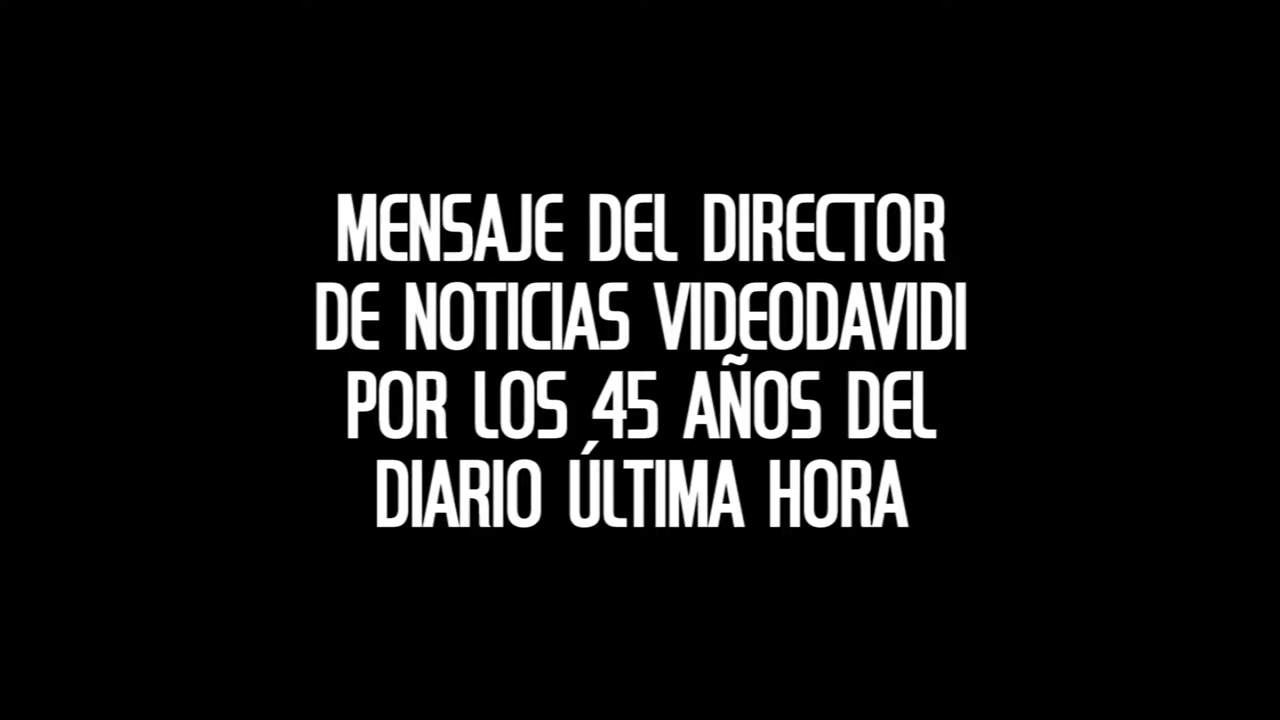 MENSAJE DEL DIRECTOR
DE NOTICIAS VIDEODAVIDI
POR LOS 45 AÑOS DEL
DIARIO ÚLTIMA HORA